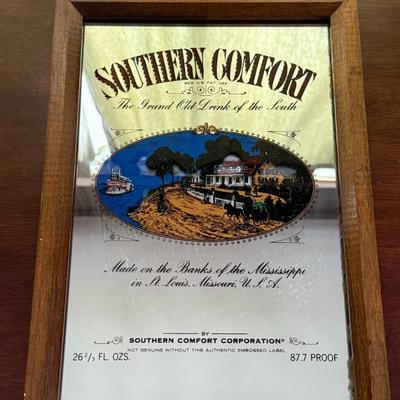 SOUTHERN COMFORT
REG. U.S. PAT. OFF.
The Grand Old Drink of the South
Made on the Banks of the Mississippi
in St. Louis, Missouri, U.S.A.
BY
SOUTHERN COMFORT CORPORATION®
26 2/3 FL. OZS.
NOT GENUINE WITHOUT THIS AUTHENTIC EMBOSSED LABEL
87.7 PROOF